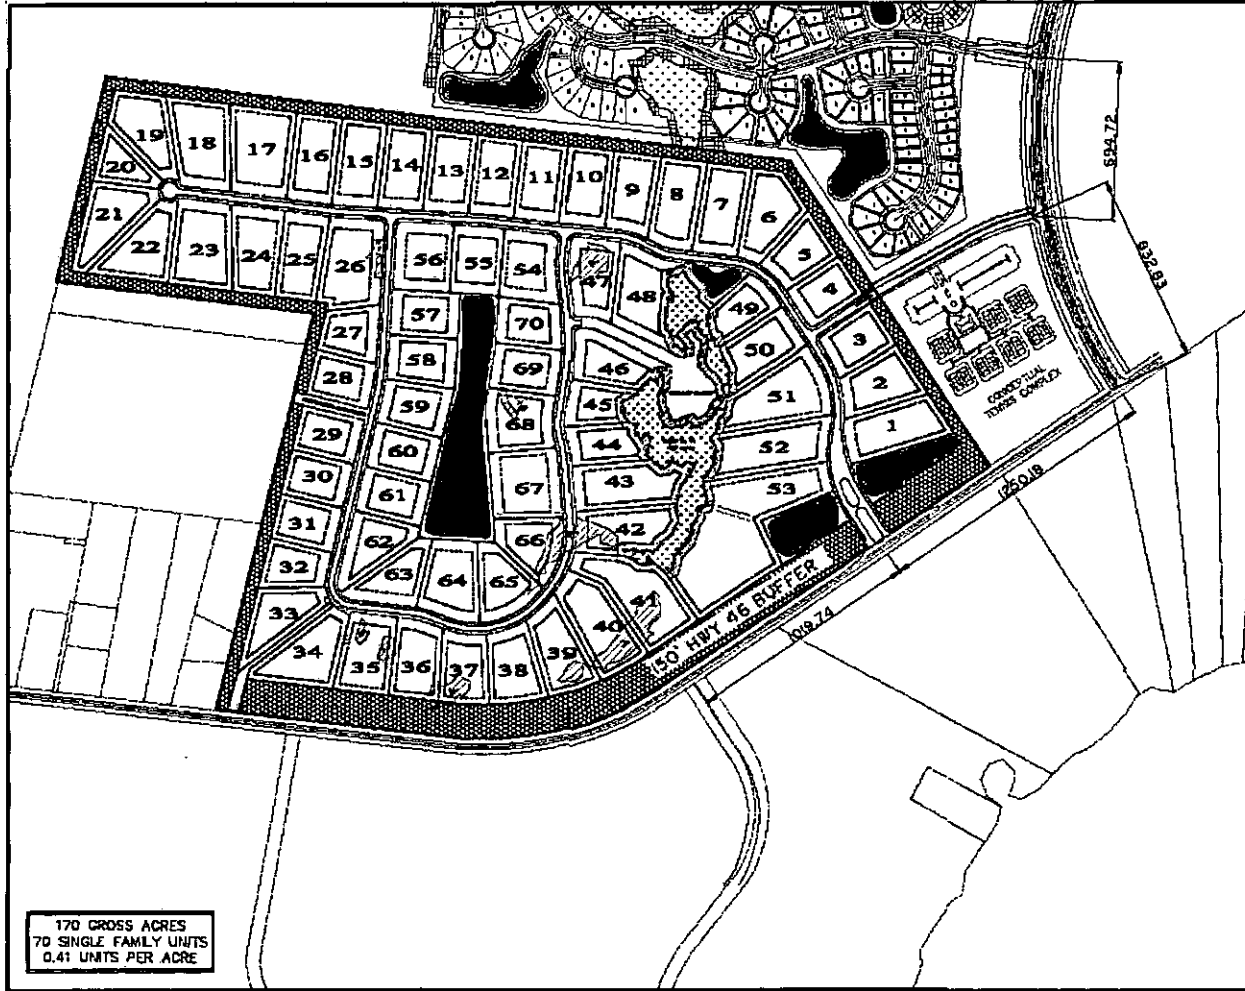 694.72
19 18 17 16 15 14 13 12 11 10 9 8 7 6
20
21 22 23 24 25 26 56 55 54 47 48 49 5 4
832.83
27 57 70 50 3
28 58 69 46 51 2
CONCEPTUAL
TENNIS COMPLEX
29 59 68 45 52 1
30 60 44
31 61 67 43 53
1250.18
32 62 66 42
33 63 64 65 41
34 35 36 37 38 39 40
150' HWY 46 BUFFER
1019.74
170 GROSS ACRES
70 SINGLE FAMILY UNITS
0.41 UNITS PER ACRE